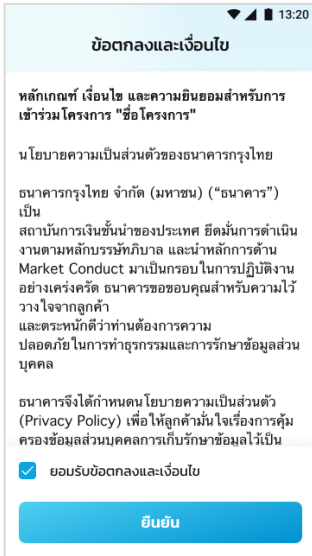 13:20
ข้อตกลงและเงื่อนไข
หลักเกณฑ์ เงื่อนไข และความยินยอมสำหรับการ
เข้าร่วมโครงการ "ชื่อโครงการ"
นโยบายความเป็นส่วนตัวของธนาคารกรุงไทย
ธนาคารกรุงไทย จำกัด (มหาชน) (“ธนาคาร”)
เป็น
สถาบันการเงินชั้นนำของประเทศ ยึดมั่นการดำเนิน
งานตามหลักบรรษัทภิบาล และนำหลักการด้าน
Market Conduct มาเป็นกรอบในการปฏิบัติงาน
อย่างเคร่งครัด ธนาคารขอขอบคุณสำหรับความไว้
วางใจจากลูกค้า
และตระหนักดีว่าท่านต้องการความ
ปลอดภัยในการทำธุรกรรมและการรักษาข้อมูลส่วน
บุคคล
ธนาคารจึงได้กำหนดนโยบายความเป็นส่วนตัว
(Privacy Policy) เพื่อให้ลูกค้ามั่นใจเรื่องการคุ้ม
ครองข้อมูลส่วนบุคคลการเก็บรักษาข้อมูลไว้เป็น
ยอมรับข้อตกลงและเงื่อนไข
ยืนยัน